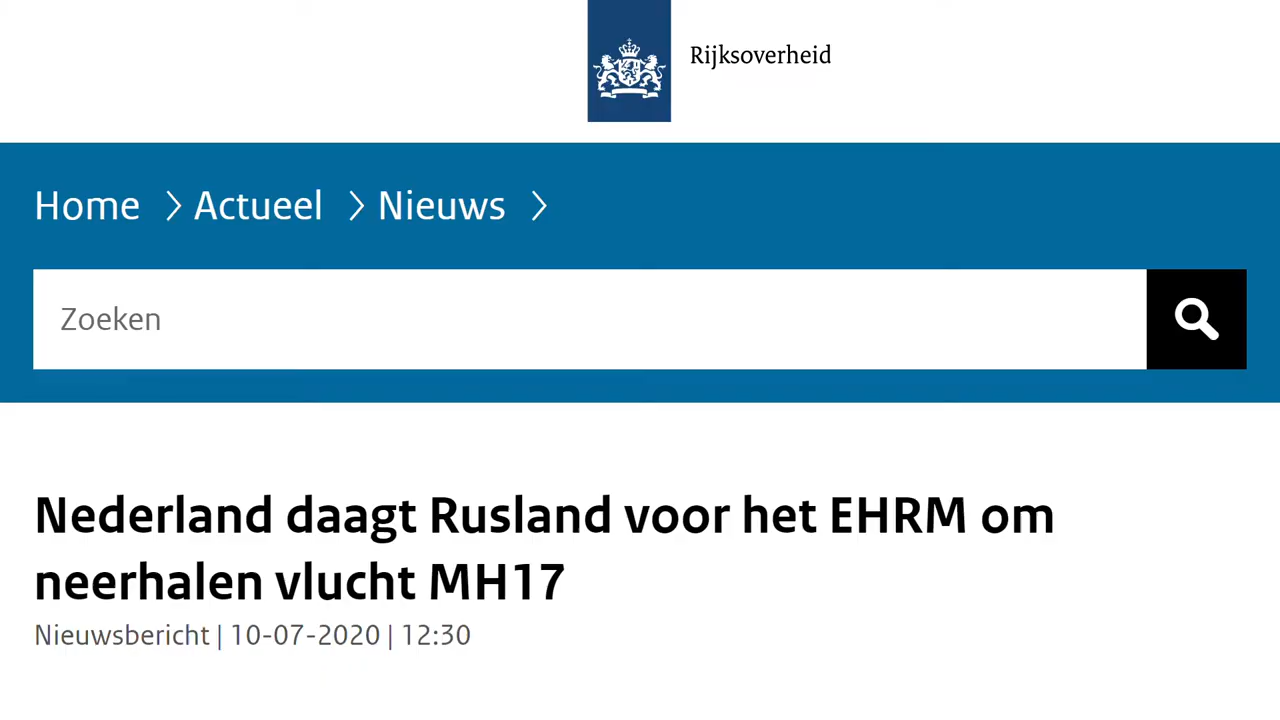 Rijksoverheid
Home > Actueel > Nieuws >
Zoeken
Nederland daagt Rusland voor het EHRM om
neerhalen vlucht MH17
Nieuwsbericht | 10-07-2020 | 12:30